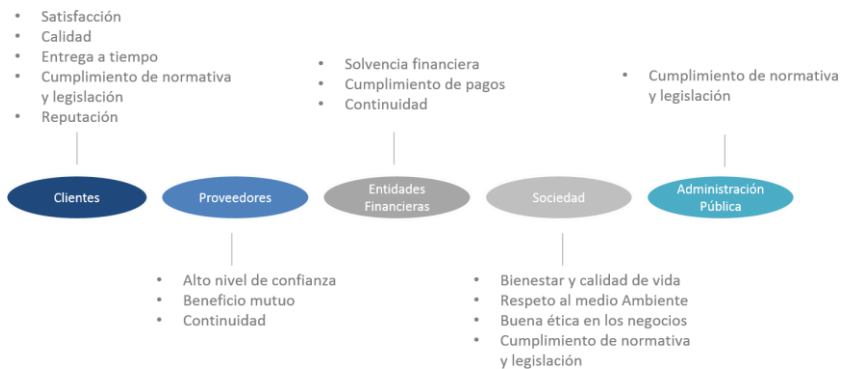 • Satisfacción
• Calidad
• Entrega a tiempo
• Cumplimiento de normativa
y legislación
• Reputación
• Solvencia financiera
• Cumplimiento de pagos
• Continuidad
• Cumplimiento de normativa
y legislación
Clientes
Proveedores
Entidades
Financieras
Sociedad
Administración
Pública
• Alto nivel de confianza
• Beneficio mutuo
• Continuidad
• Bienestar y calidad de vida
• Respeto al medio Ambiente
• Buena ética en los negocios
• Cumplimiento de normativa
y legislación